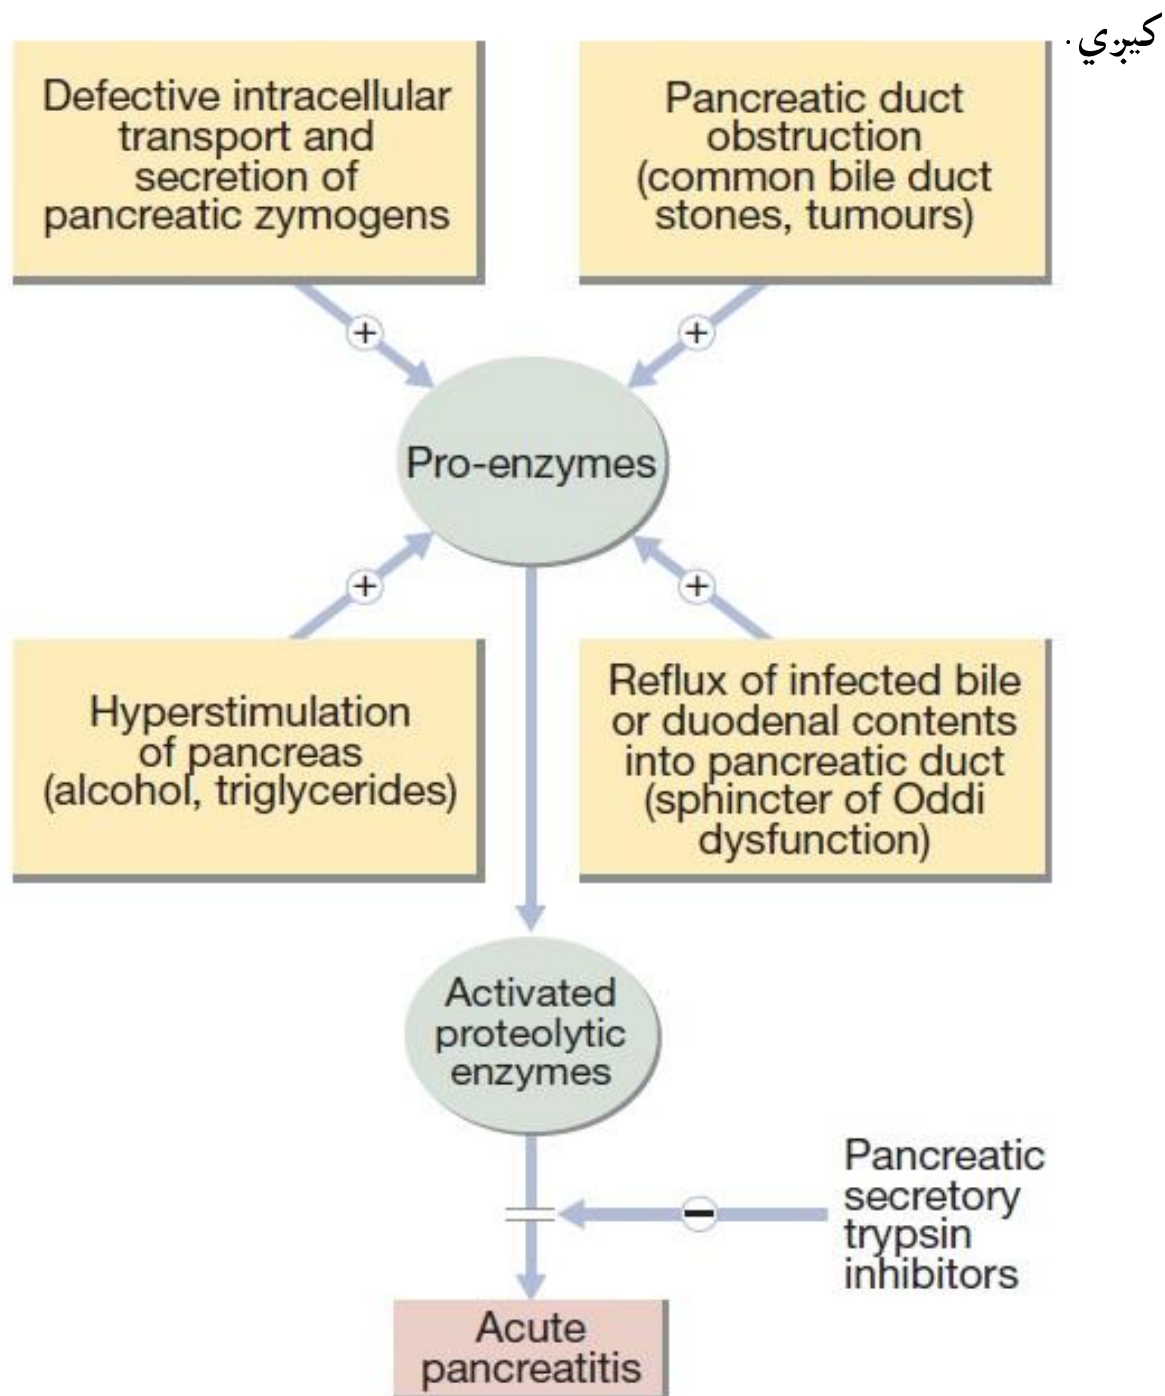 کیږي.
Defective intracellular
transport and
secretion of
pancreatic zymogens
Pancreatic duct
obstruction
(common bile duct
stones, tumours)
+
+
Pro-enzymes
+
+
Hyperstimulation
of pancreas
(alcohol, triglycerides)
Reflux of infected bile
or duodenal contents
into pancreatic duct
(sphincter of Oddi
dysfunction)
Activated
proteolytic
enzymes
Pancreatic
secretory
trypsin
inhibitors
−
Acute
pancreatitis